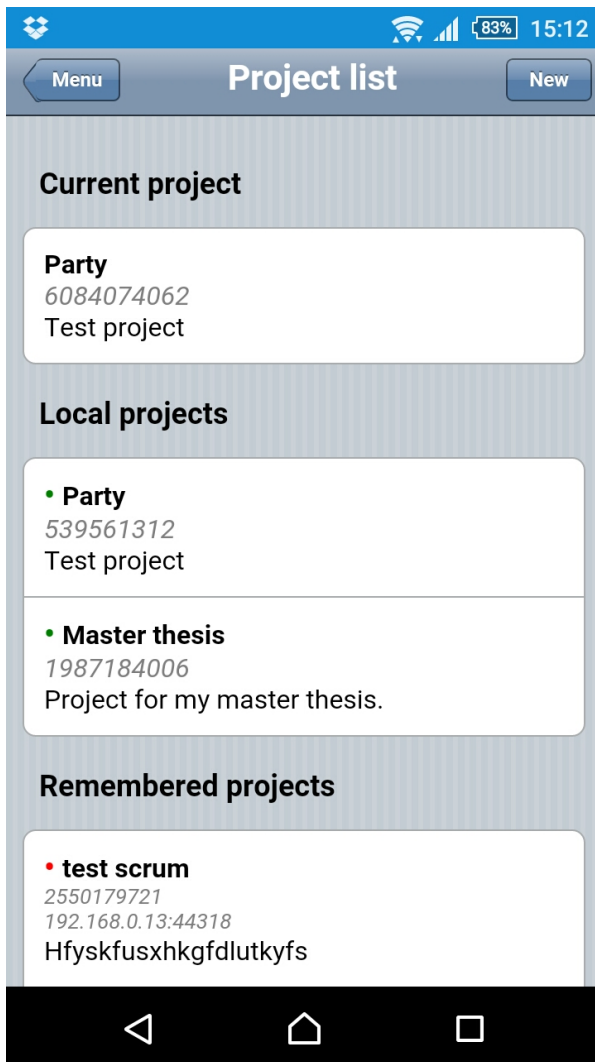 83% 15:12
Menu Project list New
Current project
Party
6084074062
Test project
Local projects
• Party
539561312
Test project
• Master thesis
1987184006
Project for my master thesis.
Remembered projects
• test scrum
2550179721
192.168.0.13:44318
Hfyskfusxhkgfdlutkyfs